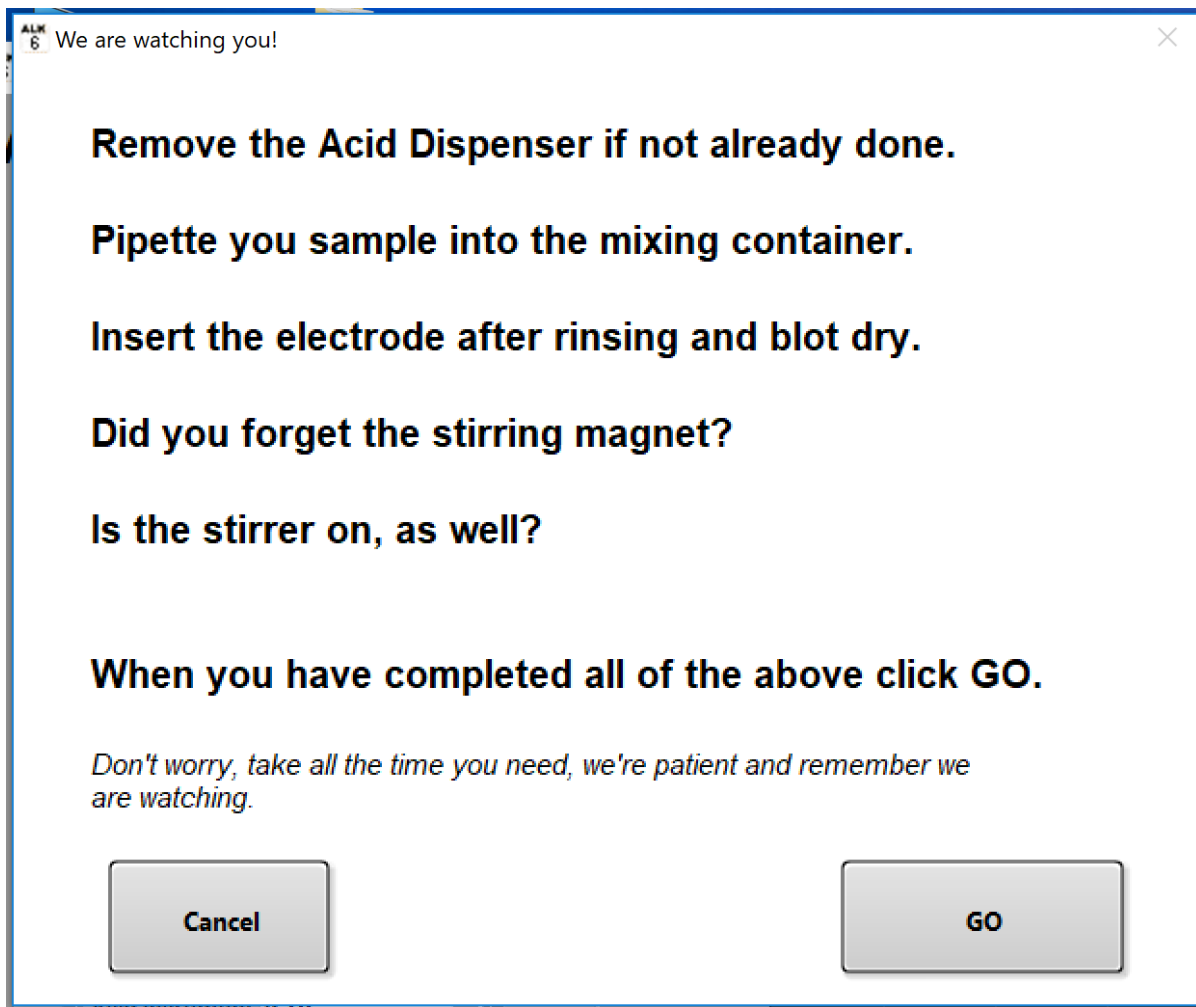 ALK
6
We are watching you!
Remove the Acid Dispenser if not already done.
Pipette you sample into the mixing container.
Insert the electrode after rinsing and blot dry.
Did you forget the stirring magnet?
Is the stirrer on, as well?
When you have completed all of the above click GO.
Don't worry, take all the time you need, we're patient and remember we
are watching.
Cancel
GO